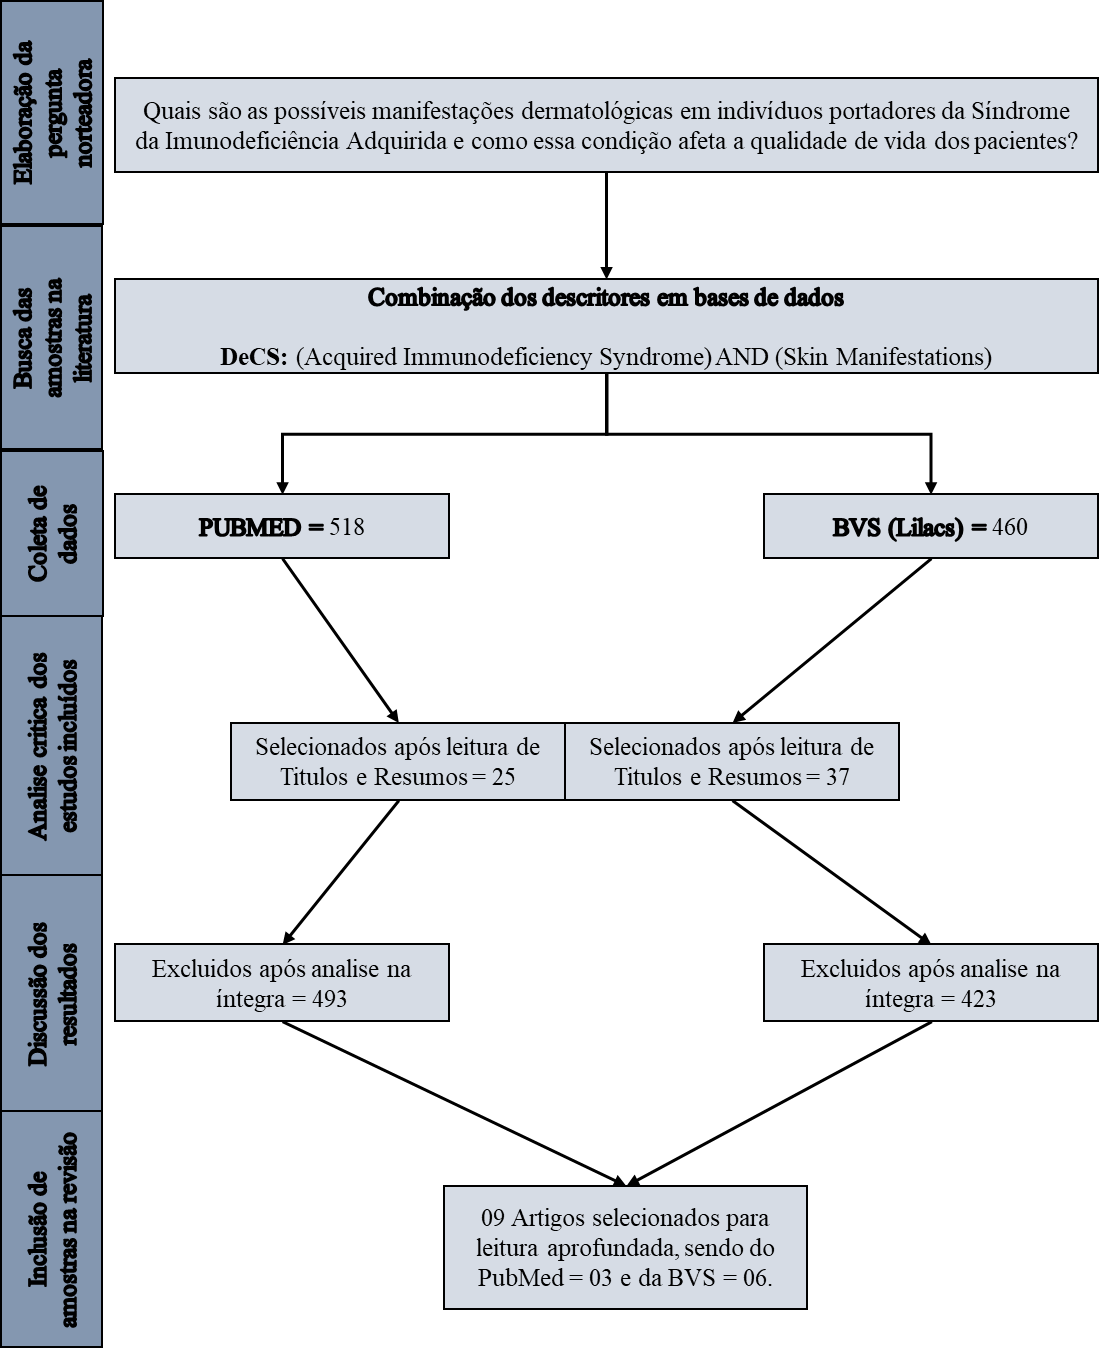 Elaboração da
pergunta
norteadora
Quais são as possíveis manifestações dermatológicas em indivíduos portadores da Síndrome
da Imunodeficiência Adquirida e como essa condição afeta a qualidade de vida dos pacientes?
Busca das
amostras na
literatura
Combinação dos descritores em bases de dados
DeCS: (Acquired Immunodeficiency Syndrome) AND (Skin Manifestations)
Coleta de
dados
PUBMED = 518
BVS (Lilacs) = 460
Analise critica dos
estudos incluídos
Selecionados após leitura de
Titulos e Resumos = 25
Selecionados após leitura de
Titulos e Resumos = 37
Discussão dos
resultados
Excluidos após analise na
íntegra = 493
Excluidos após analise na
íntegra = 423
Inclusão de
amostras na revisão
09 Artigos selecionados para
leitura aprofundada, sendo do
PubMed = 03 e da BVS = 06.